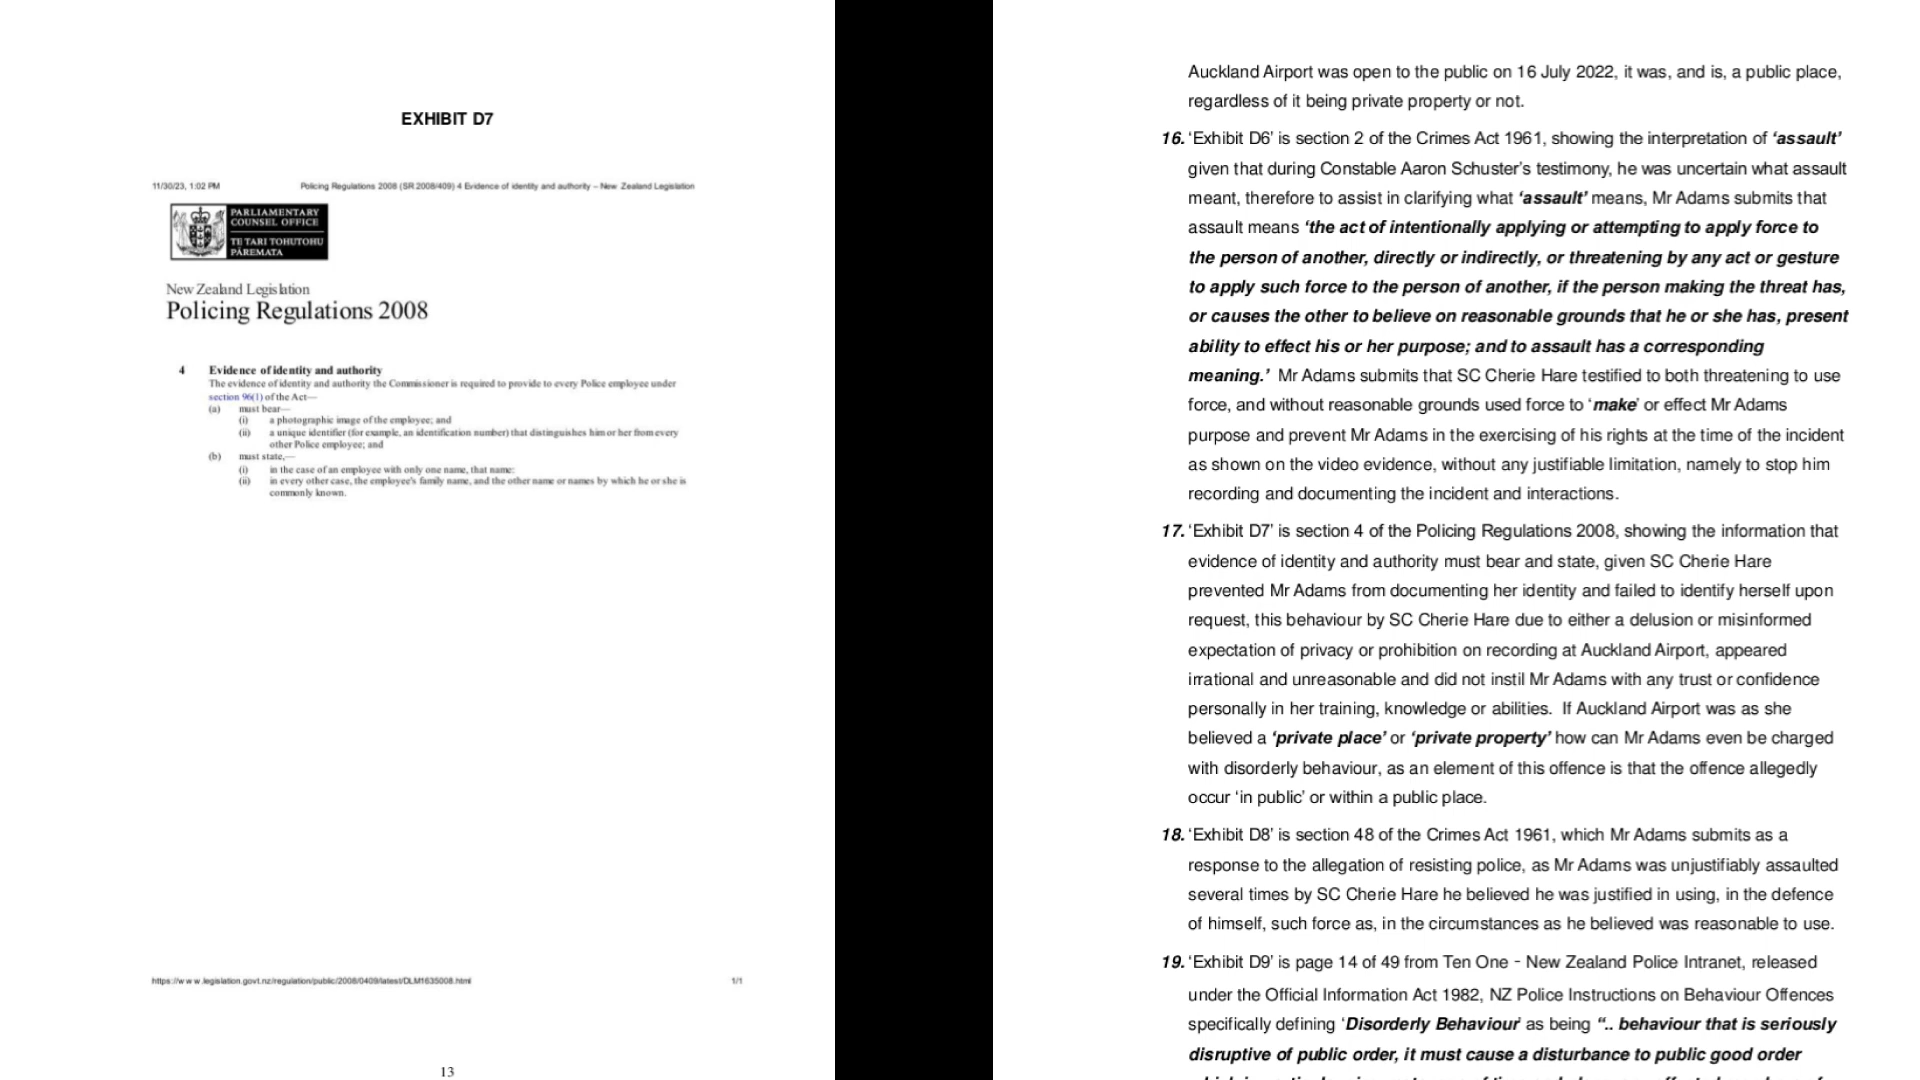 EXHIBIT D7
11/30/23, 1:02 PM Policing Regulations 2008 (SR 2008/409) 4 Evidence of identity and authority – New Zealand Legislation
PARLIAMENTARY
COUNSEL OFFICE
TE TARI TOHUTOHU
PĀREMATA
New Zealand Legislation
Policing Regulations 2008
4 Evidence of identity and authority
The evidence of identity and authority the Commissioner is required to provide to every Police employee under
section 96(1) of the Act—
(a) must bear—
(i) a photographic image of the employee; and
(ii) a unique identifier (for example, an identification number) that distinguishes him or her from every
other Police employee; and
(b) must state,—
(i) in the case of an employee with only one name, that name:
(ii) in every other case, the employee's family name, and the other name or names by which he or she is
commonly known.
https://www.legislation.govt.nz/regulation/public/2008/0409/latest/DLM1635008.html 1/1
13
Auckland Airport was open to the public on 16 July 2022, it was, and is, a public place,
regardless of it being private property or not.
16. ‘Exhibit D6’ is section 2 of the Crimes Act 1961, showing the interpretation of ‘assault’
given that during Constable Aaron Schuster’s testimony, he was uncertain what assault
meant, therefore to assist in clarifying what ‘assault’ means, Mr Adams submits that
assault means ‘the act of intentionally applying or attempting to apply force to
the person of another, directly or indirectly, or threatening by any act or gesture
to apply such force to the person of another, if the person making the threat has,
or causes the other to believe on reasonable grounds that he or she has, present
ability to effect his or her purpose; and to assault has a corresponding
meaning.’ Mr Adams submits that SC Cherie Hare testified to both threatening to use
force, and without reasonable grounds used force to ‘make’ or effect Mr Adams
purpose and prevent Mr Adams in the exercising of his rights at the time of the incident
as shown on the video evidence, without any justifiable limitation, namely to stop him
recording and documenting the incident and interactions.
17. ‘Exhibit D7’ is section 4 of the Policing Regulations 2008, showing the information that
evidence of identity and authority must bear and state, given SC Cherie Hare
prevented Mr Adams from documenting her identity and failed to identify herself upon
request, this behaviour by SC Cherie Hare due to either a delusion or misinformed
expectation of privacy or prohibition on recording at Auckland Airport, appeared
irrational and unreasonable and did not instil Mr Adams with any trust or confidence
personally in her training, knowledge or abilities. If Auckland Airport was as she
believed a ‘private place’ or ‘private property’ how can Mr Adams even be charged
with disorderly behaviour, as an element of this offence is that the offence allegedly
occur ‘in public’ or within a public place.
18. ‘Exhibit D8’ is section 48 of the Crimes Act 1961, which Mr Adams submits as a
response to the allegation of resisting police, as Mr Adams was unjustifiably assaulted
several times by SC Cherie Hare he believed he was justified in using, in the defence
of himself, such force as, in the circumstances as he believed was reasonable to use.
19. ‘Exhibit D9’ is page 14 of 49 from Ten One - New Zealand Police Intranet, released
under the Official Information Act 1982, NZ Police Instructions on Behaviour Offences
specifically defining ‘Disorderly Behaviour’ as being “.. behaviour that is seriously
disruptive of public order, it must cause a disturbance to public good order